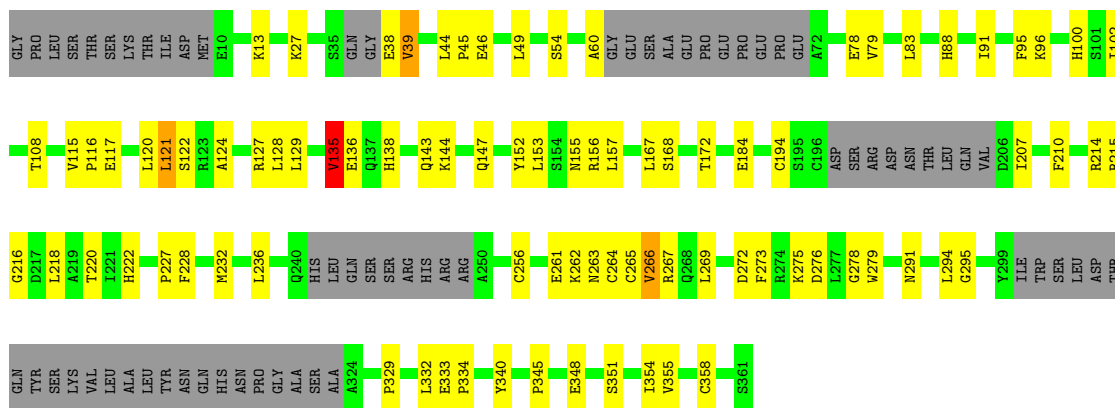 GLY PRO LEU SER THR SER LYS THR ILE ASP MET E10 K13 K27 S35 GLN GLY E38 V39 L44 P45 E46 L49 S54 A60 GLY GLU SER ALA GLU PRO GLU PRO GLU PRO GLU A72 E78 V79 L83 H88 I91 F95 K96 H100 S101
T108 V115 P116 E117 L120 L121 S122 R123 A124 R127 L128 L129 V135 E136 Q137 H138 Q143 K144 Q147 Y152 L153 S154 N155 R156 L157 L167 S168 T172 E184 C194 S195 C196 ASP SER ARG ASP ASN THR LEU GLN VAL D206 I207 F210 R214
G216 D217 L218 A219 T220 I221 H222 P227 F228 M232 L236 Q240 HIS LEU GLN SER SER ARG HIS ARG ARG A250 C256 E261 K262 N263 C264 C265 V266 R267 Q268 L269 D272 F273 R274 K275 D276 L277 G278 W279 N291 L294 G295 Y299 ILE TRP SER LEU ASP THR
GLN TYR SER LYS VAL LEU ALA LEU TYR ASN GLN HIS ASN PRO GLY ALA SER ALA A324 P329 L332 E333 P334 Y340 P345 E348 S351 I354 V355 C358 S361